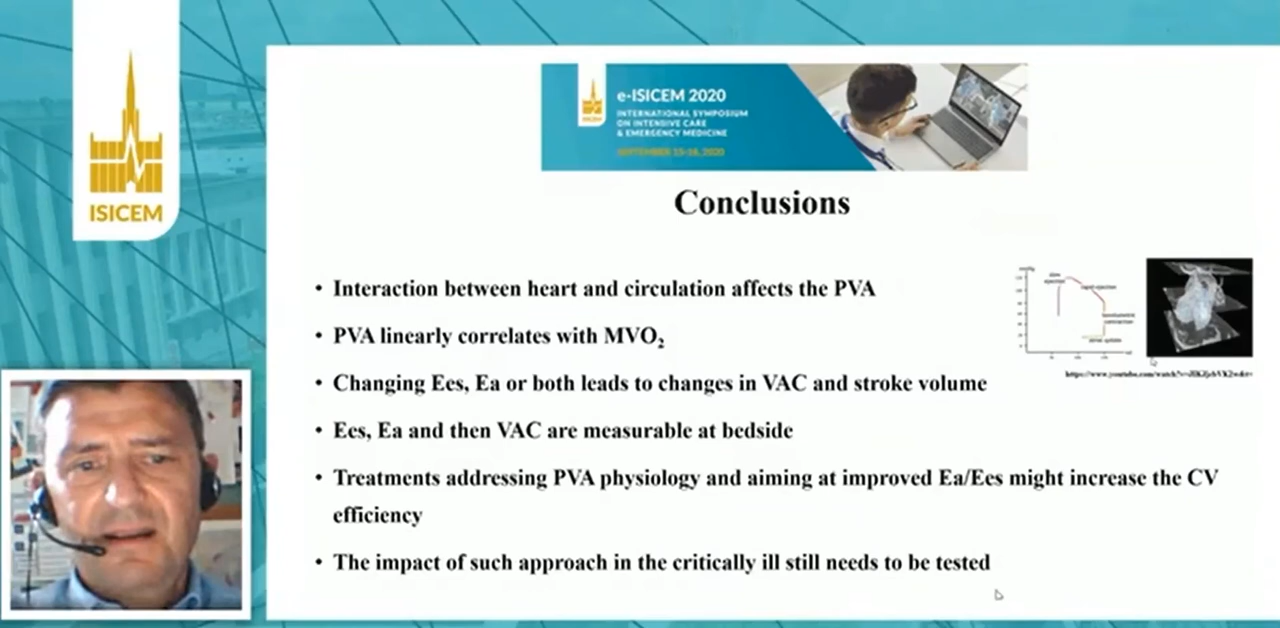 ISICEM
e-ISICEM 2020
INTERNATIONAL SYMPOSIUM
ON INTENSIVE CARE
& EMERGENCY MEDICINE
SEPTEMBER 15-18, 2020
Conclusions
• Interaction between heart and circulation affects the PVA
• PVA linearly correlates with MVO₂
• Changing Ees, Ea or both leads to changes in VAC and stroke volume
• Ees, Ea and then VAC are measurable at bedside
• Treatments addressing PVA physiology and aiming at improved Ea/Ees might increase the CV
efficiency
• The impact of such approach in the critically ill still needs to be tested